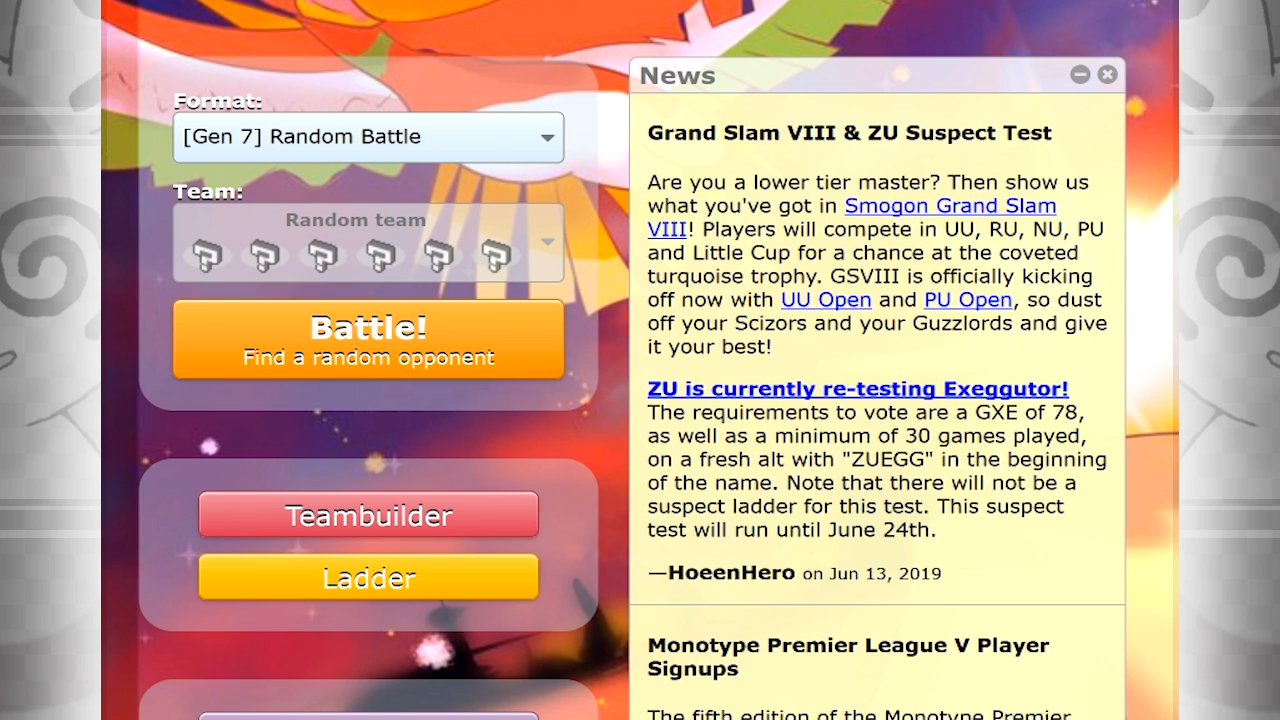 Format:
[Gen 7] Random Battle
Team:
Random team
Battle!
Find a random opponent
Teambuilder
Ladder
News
Grand Slam VIII & ZU Suspect Test
Are you a lower tier master? Then show us
what you've got in Smogon Grand Slam
VIII! Players will compete in UU, RU, NU, PU
and Little Cup for a chance at the coveted
turquoise trophy. GSVIII is officially kicking
off now with UU Open and PU Open, so dust
off your Scizors and your Guzzlords and give
it your best!
ZU is currently re-testing Exeggutor!
The requirements to vote are a GXE of 78,
as well as a minimum of 30 games played,
on a fresh alt with "ZUEGG" in the beginning
of the name. Note that there will not be a
suspect ladder for this test. This suspect
test will run until June 24th.
—HoeenHero on Jun 13, 2019
Monotype Premier League V Player
Signups
The fifth edition of the Monotype Premier